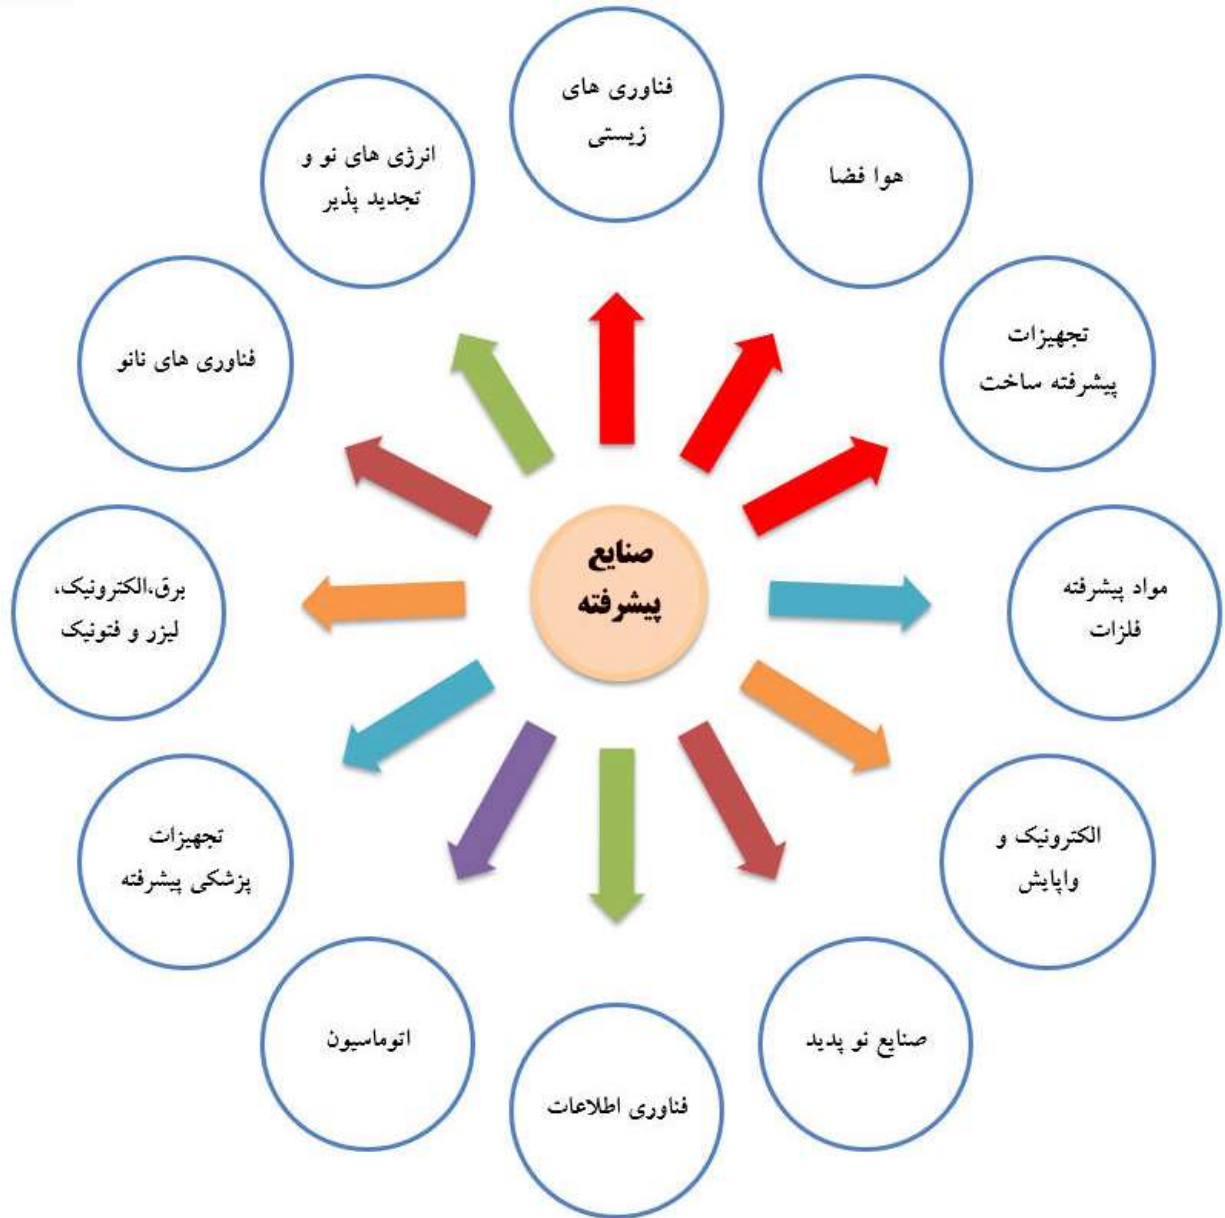 فناوری های
زیستی
هوا فضا
تجهیزات
پیشرفته ساخت
مواد پیشرفته
فلزات
الکترونیک و
واپایش
صنایع نو پدید
فناوری اطلاعات
اتوماسیون
تجهیزات
پزشکی پیشرفته
برق،الکترونیک،
لیزر و فتونیک
فناوری های نانو
انرژی های نو و
تجدید پذیر
صنایع
پیشرفته